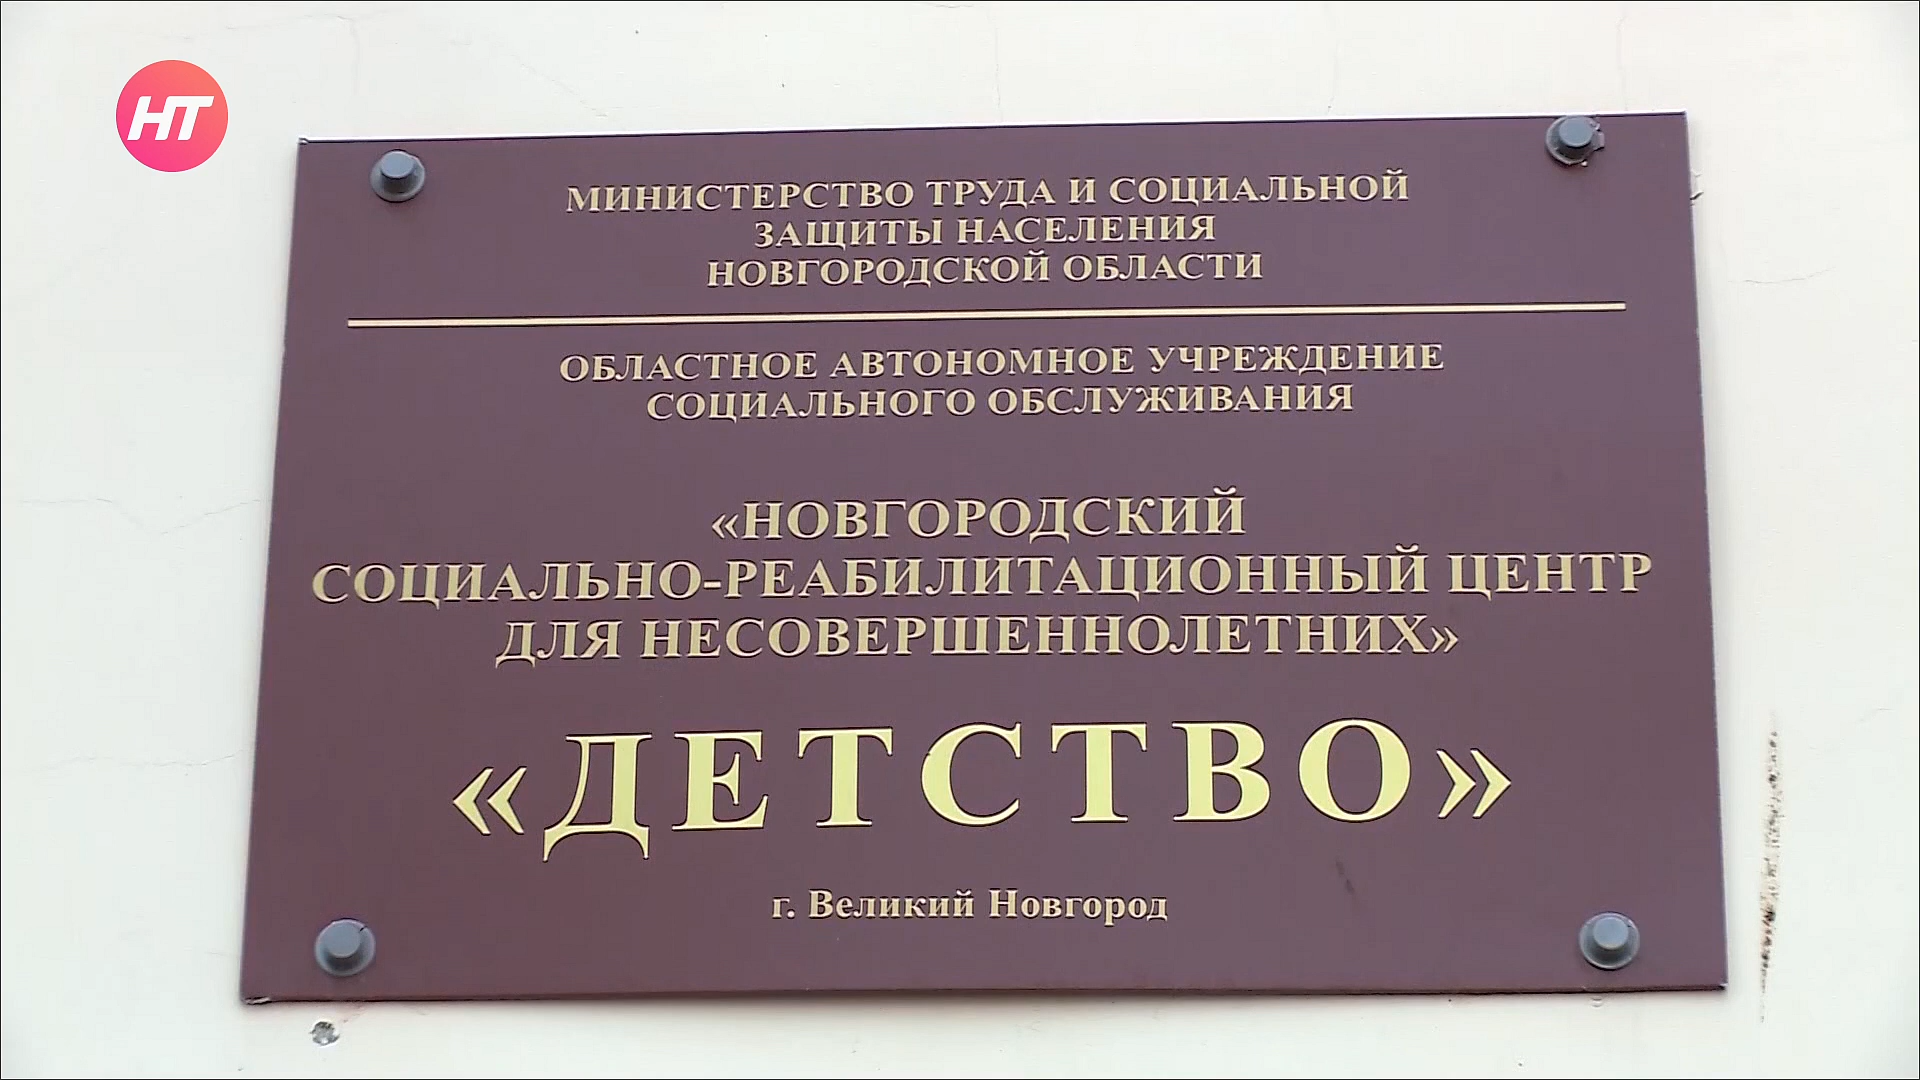 НТ
МИНИСТЕРСТВО ТРУДА И СОЦИАЛЬНОЙ
ЗАЩИТЫ НАСЕЛЕНИЯ
НОВГОРОДСКОЙ ОБЛАСТИ
ОБЛАСТНОЕ АВТОНОМНОЕ УЧРЕЖДЕНИЕ
СОЦИАЛЬНОГО ОБСЛУЖИВАНИЯ
«НОВГОРОДСКИЙ
СОЦИАЛЬНО-РЕАБИЛИТАЦИОННЫЙ ЦЕНТР
ДЛЯ НЕСОВЕРШЕННОЛЕТНИХ»
«ДЕТСТВО»
г. Великий Новгород